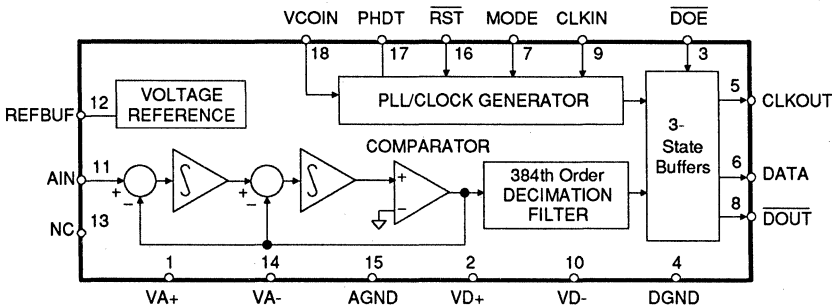 VCOIN PHDT RST MODE CLKIN DOE
18 17 16 7 9 3
REFBUF 12 VOLTAGE REFERENCE
PLL/CLOCK GENERATOR
3-
State
Buffers
5 CLKOUT
6 DATA
8 DOUT
AIN 11
+
−
∫
+
−
∫
COMPARATOR
+
−
384th Order
DECIMATION
FILTER
NC 13
1 14 15 2 10 4
VA+ VA- AGND VD+ VD- DGND